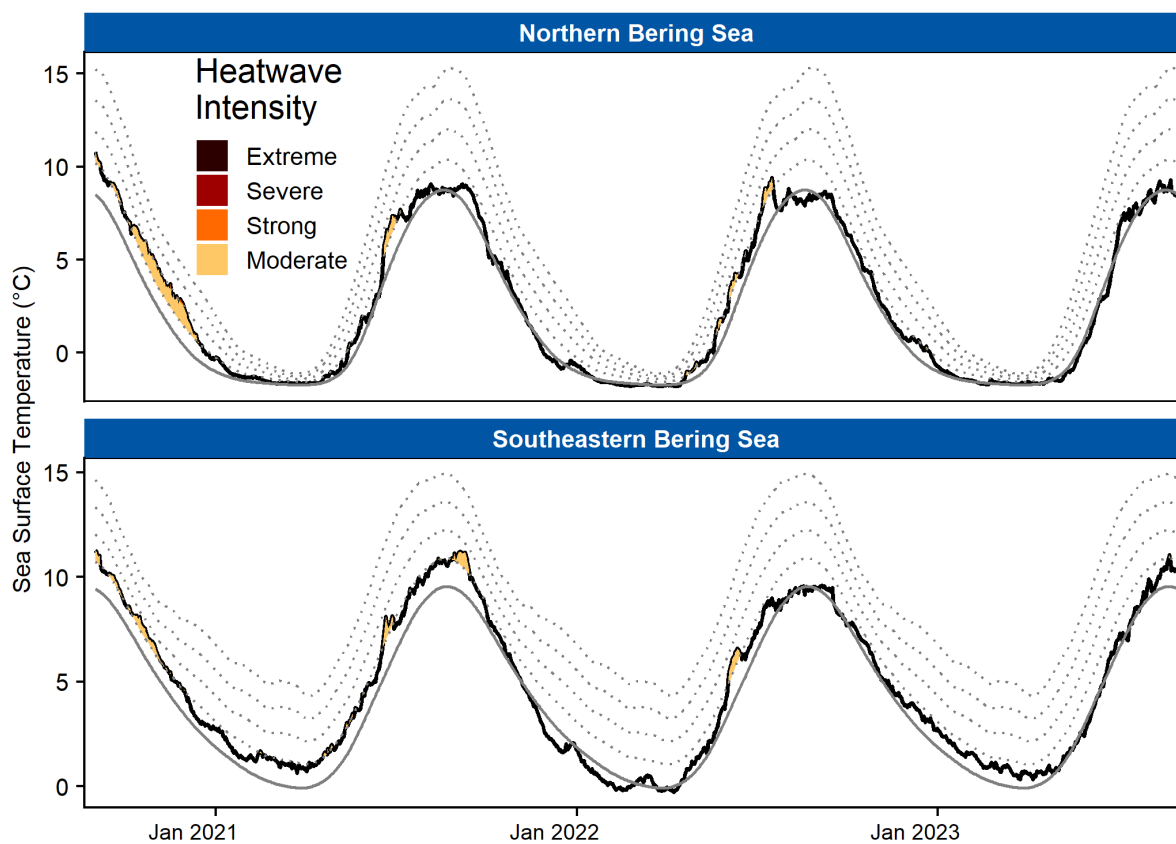 Northern Bering Sea
Heatwave
Intensity
Extreme
Severe
Strong
Moderate
15
10
5
0
Sea Surface Temperature (°C)
Southeastern Bering Sea
15
10
5
0
Jan 2021
Jan 2022
Jan 2023